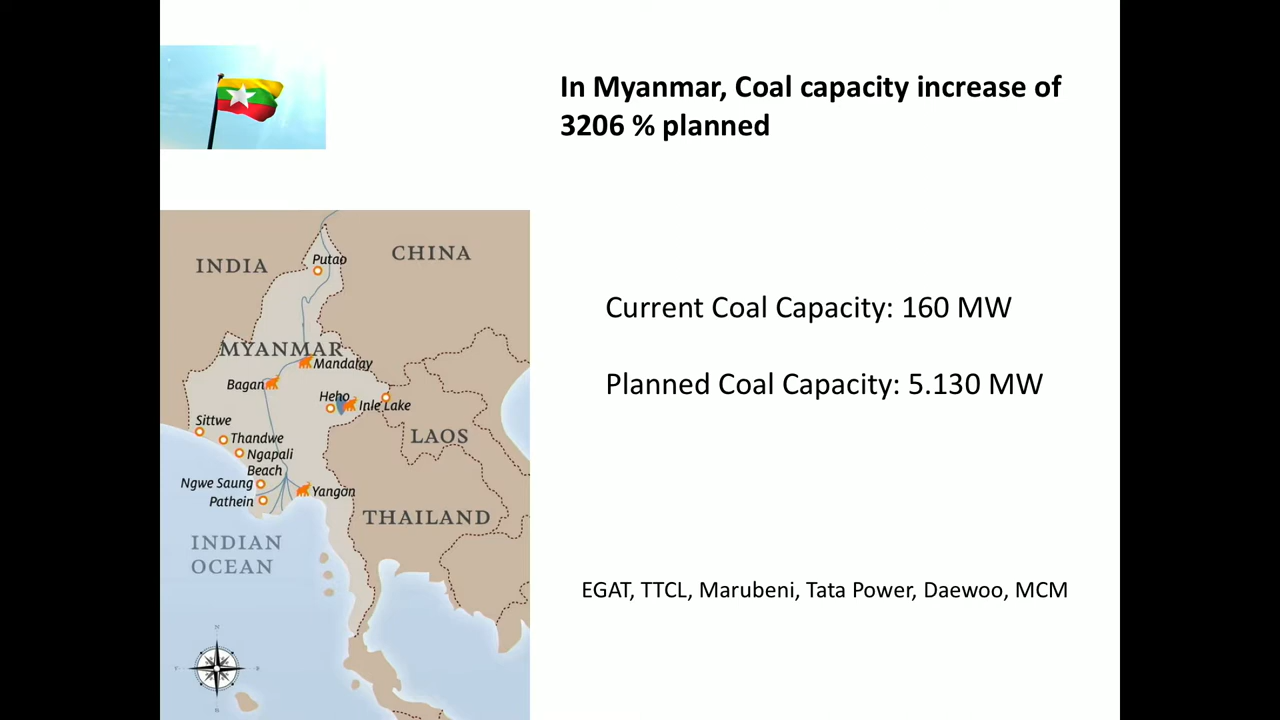 In Myanmar, Coal capacity increase of
3206 % planned
INDIA
CHINA
Putao
MYANMAR
Mandalay
Bagan
Heho
Inle Lake
Sittwe
Thandwe
LAOS
Ngapali
Beach
Ngwe Saung
Yangon
Pathein
THAILAND
INDIAN
OCEAN
N
Current Coal Capacity: 160 MW
Planned Coal Capacity: 5.130 MW
EGAT, TTCL, Marubeni, Tata Power, Daewoo, MCM